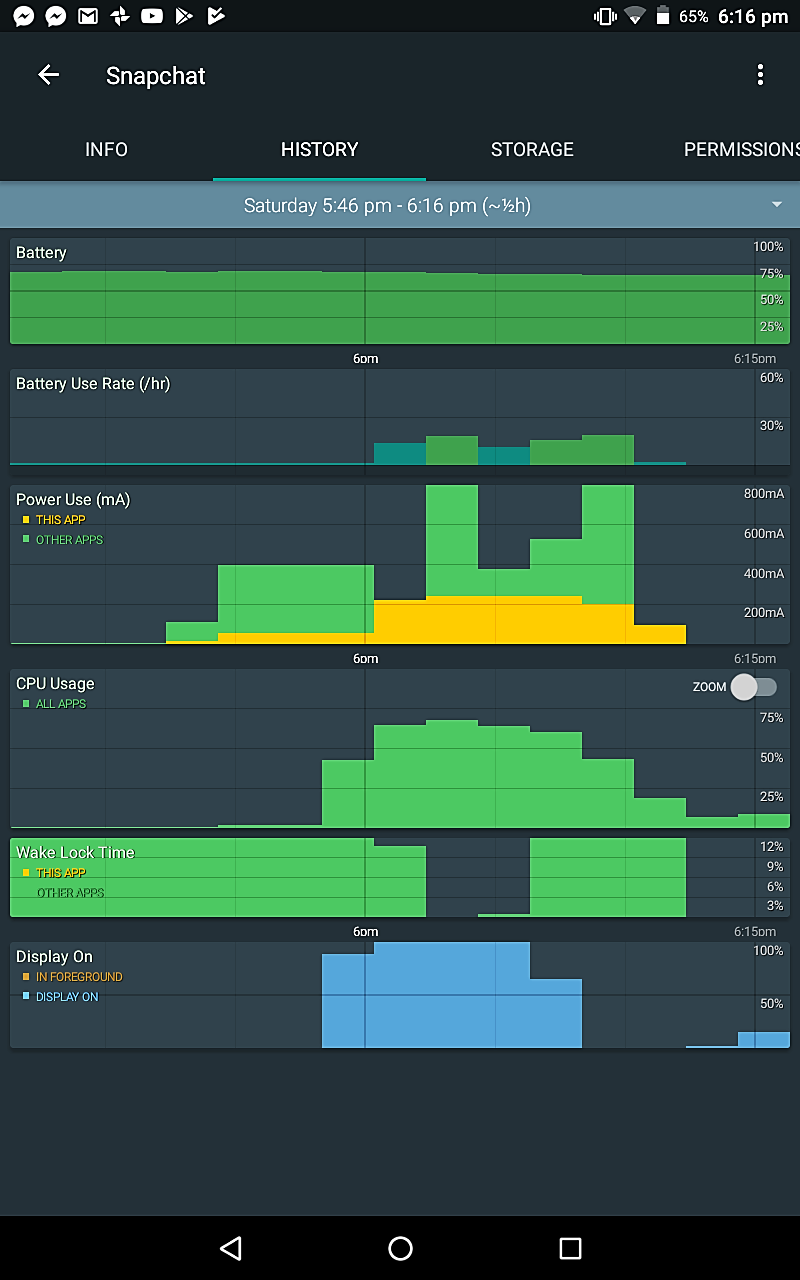 65% 6:16 pm
Snapchat
INFO HISTORY STORAGE PERMISSIONS
Saturday 5:46 pm - 6:16 pm (~½h)
Battery
100%
75%
50%
25%
6pm 6:15pm
Battery Use Rate (/hr)
60%
30%
Power Use (mA)
THIS APP
OTHER APPS
800mA
600mA
400mA
200mA
6pm 6:15pm
CPU Usage
ALL APPS
ZOOM
75%
50%
25%
Wake Lock Time
THIS APP
OTHER APPS
12%
9%
6%
3%
6pm 6:15pm
Display On
IN FOREGROUND
DISPLAY ON
100%
50%